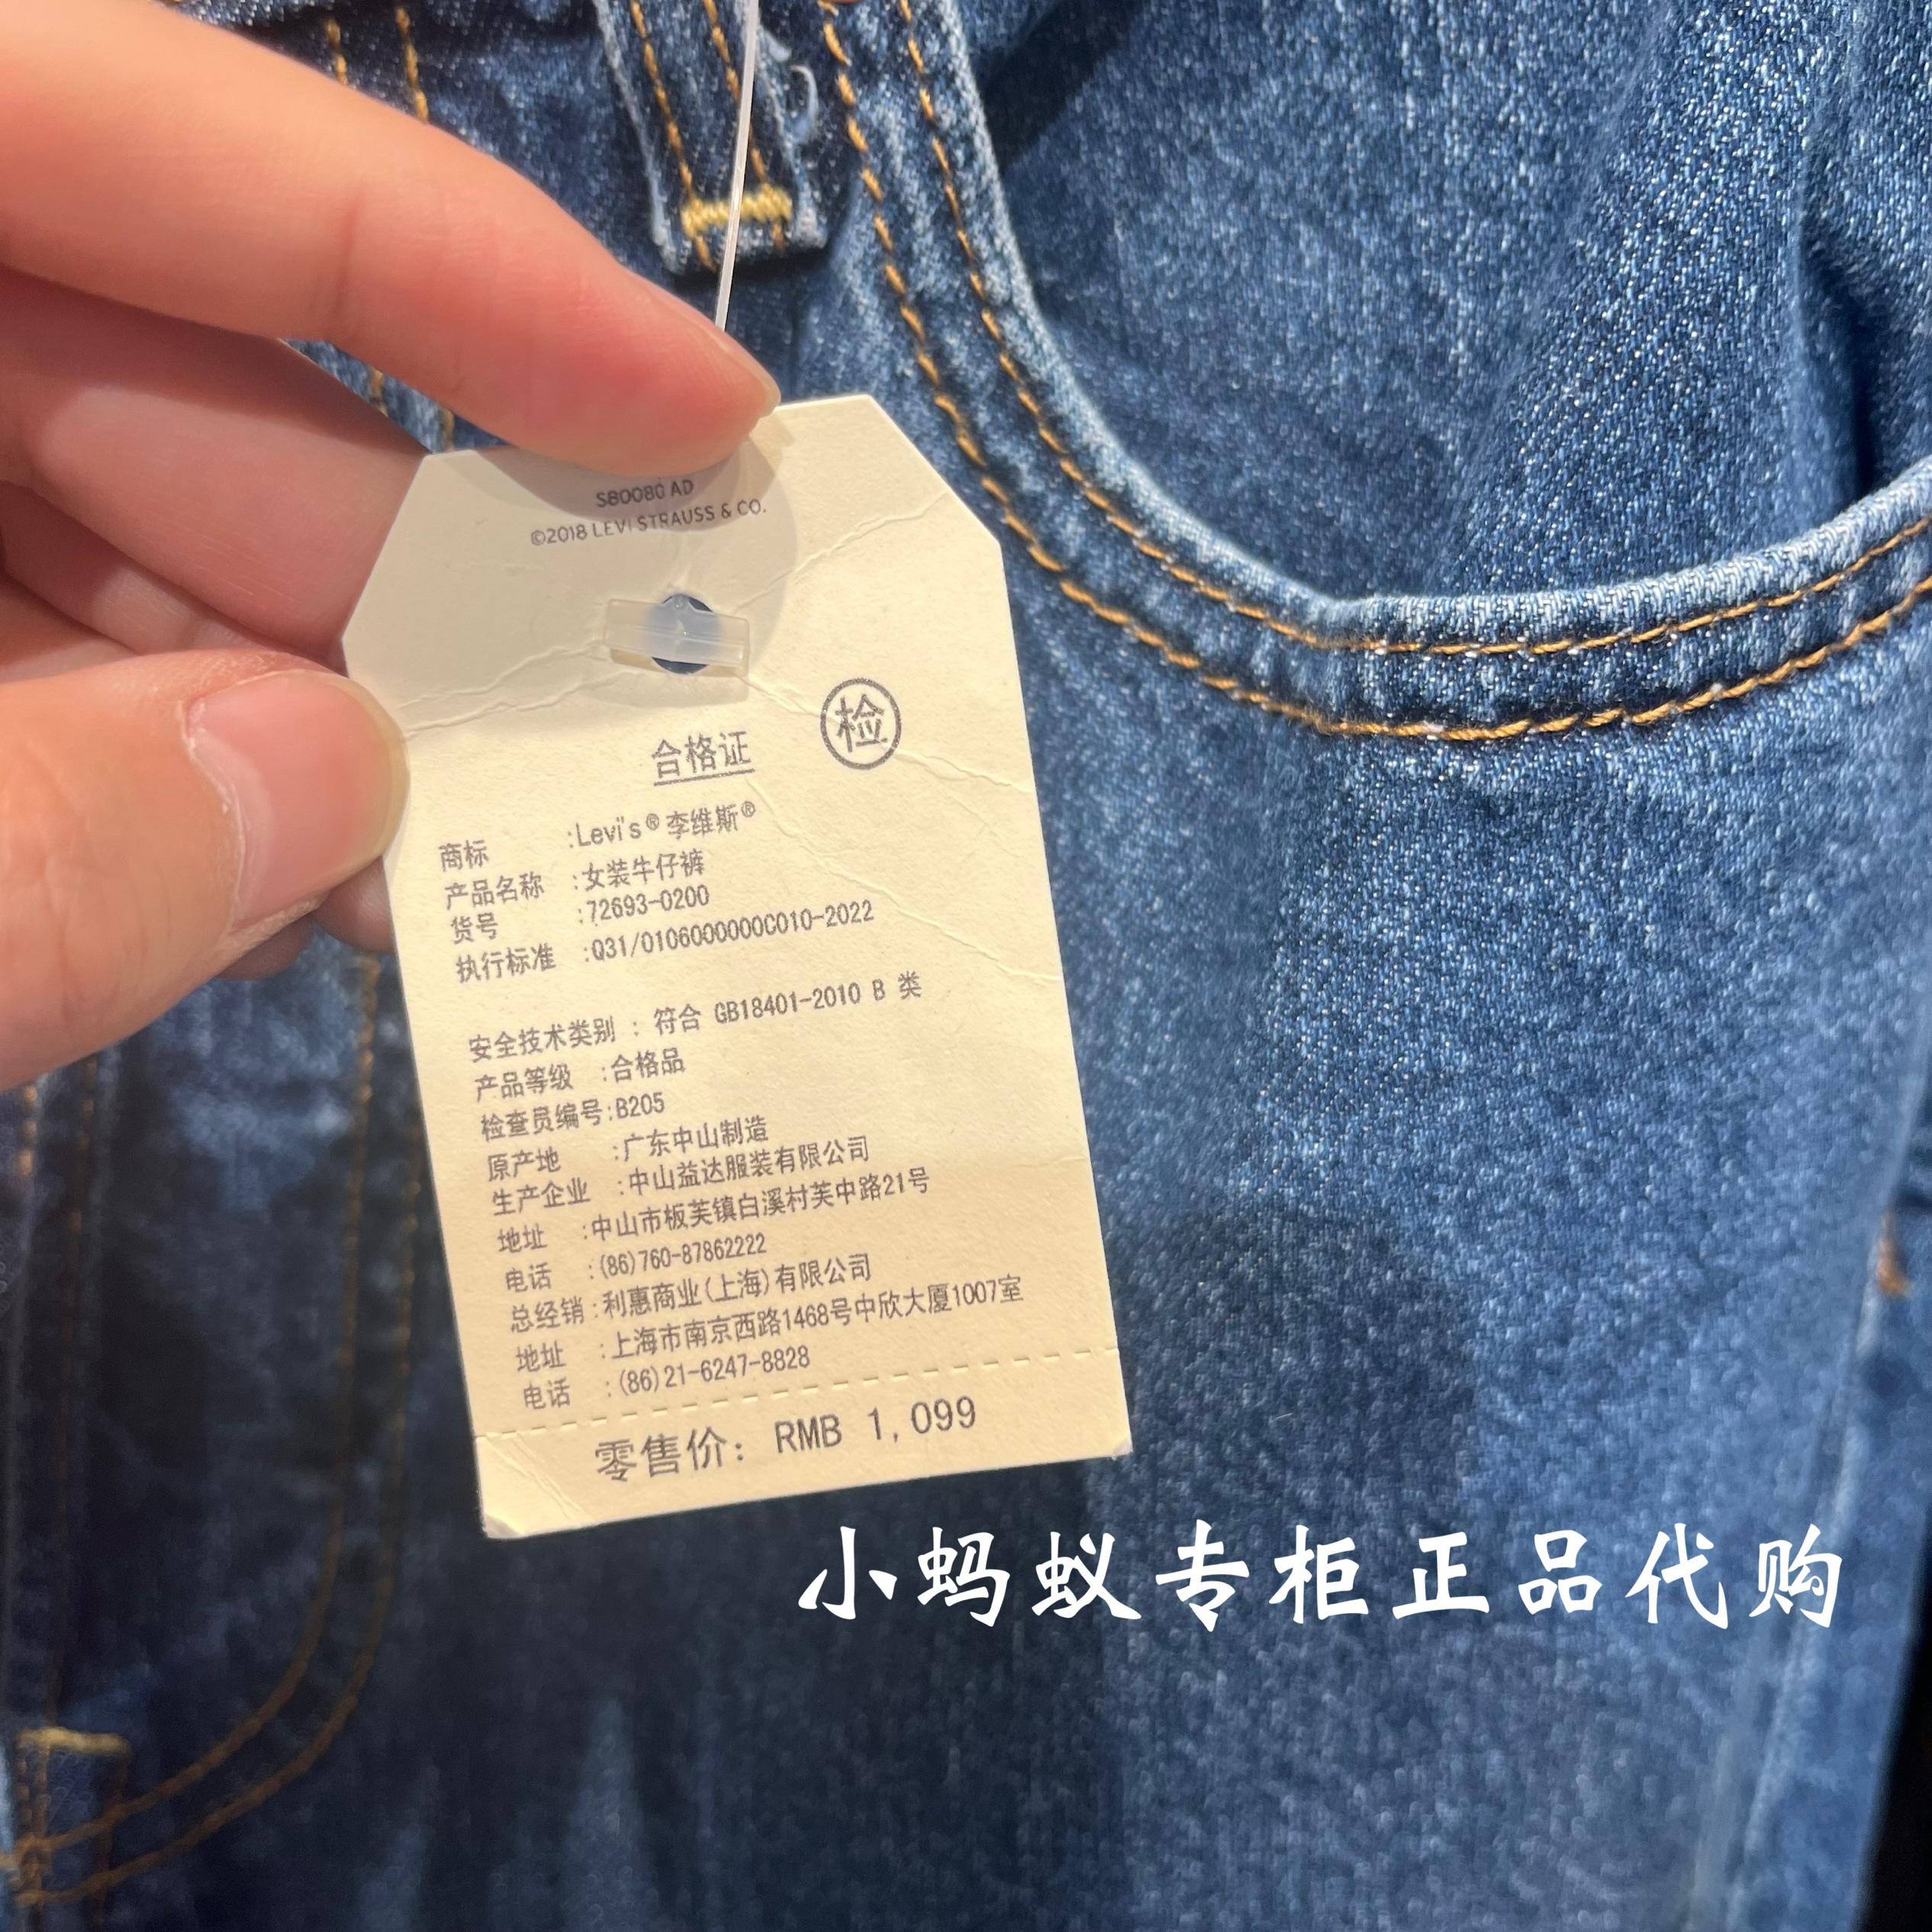 SB0080 AD
©2018 LEVI STRAUSS & CO.
检
合格证
商标 :Levi's® 李维斯®
产品名称 :女装牛仔裤
货号 :72693-0200
执行标准 :Q31/0106000000C010-2022
安全技术类别 : 符合 GB18401-2010 B 类
产品等级 :合格品
检查员编号:B205
原产地 :广东中山制造
生产企业 :中山益达服装有限公司
地址 :中山市板芙镇白溪村芙中路21号
电话 :(86)760-87862222
总经销:利惠商业(上海)有限公司
地址 :上海市南京西路1468号中欣大厦1007室
电话 :(86)21-6247-8828
零售价: RMB 1,099
小蚂蚁专柜正品代购